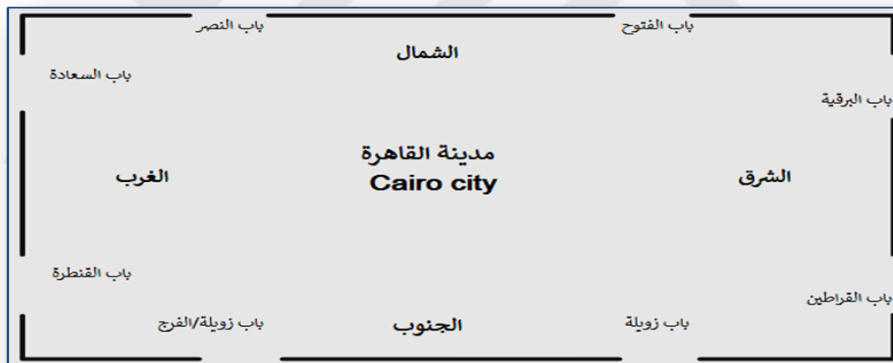 باب الفتوح
باب النصر
الشمال
باب السعادة
باب البرقية
مدينة القاهرة
Cairo city
الشرق
الغرب
باب القنطرة
باب القراطين
باب زويلة
الجنوب
باب زويلة/الفرج